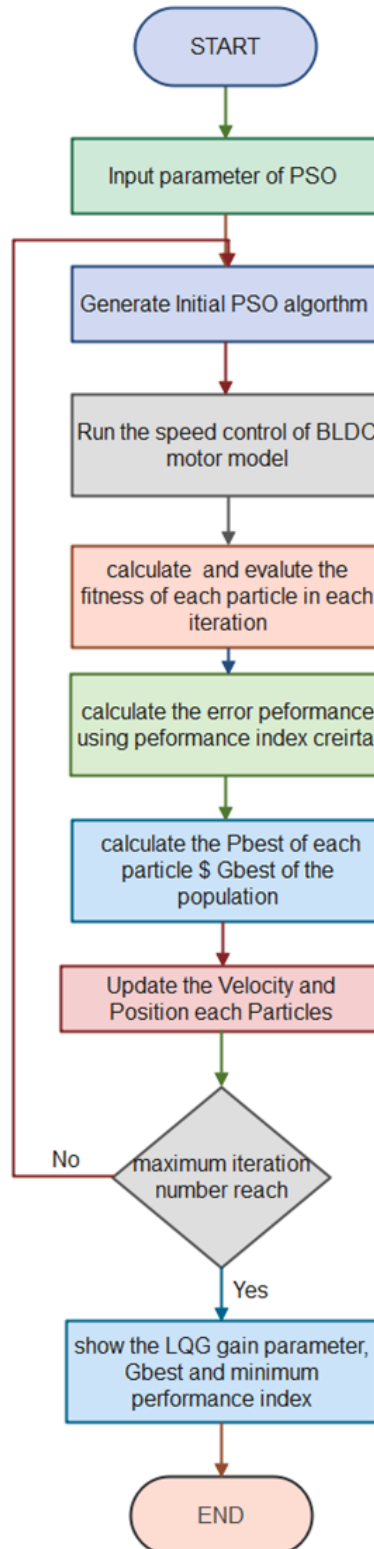 START
Input parameter of PSO
Generate Initial PSO algorthm
Run the speed control of BLDC
motor model
calculate and evalute the
fitness of each particle in each
iteration
calculate the error peformance
using peformance index creirta
calculate the Pbest of each
particle $ Gbest of the
population
Update the Velocity and
Position each Particles
maximum iteration
number reach
No
Yes
show the LQG gain parameter,
Gbest and minimum
performance index
END